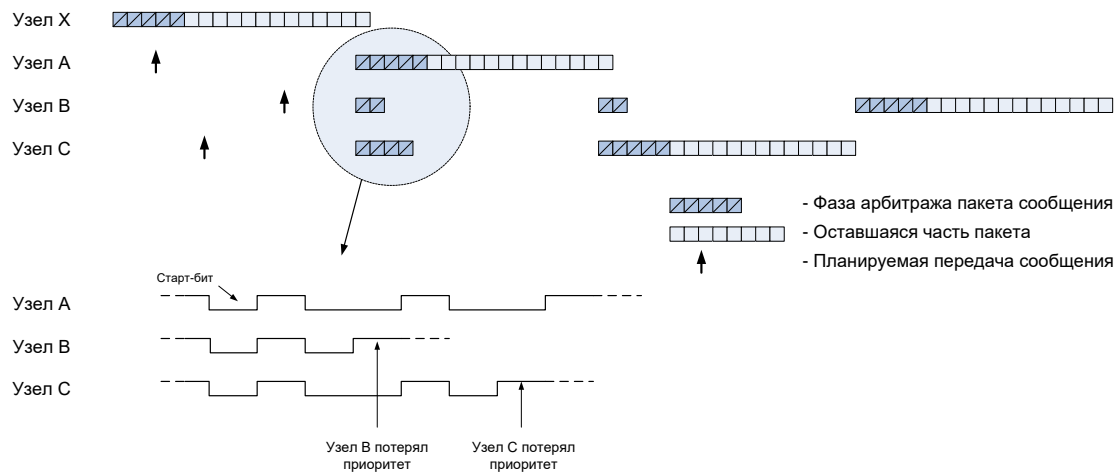 Узел X
Узел A
Узел B
Узел C
- Фаза арбитража пакета сообщения
- Оставшаяся часть пакета
- Планируемая передача сообщения
Старт-бит
Узел A
Узел B
Узел C
Узел B потерял
приоритет
Узел C потерял
приоритет